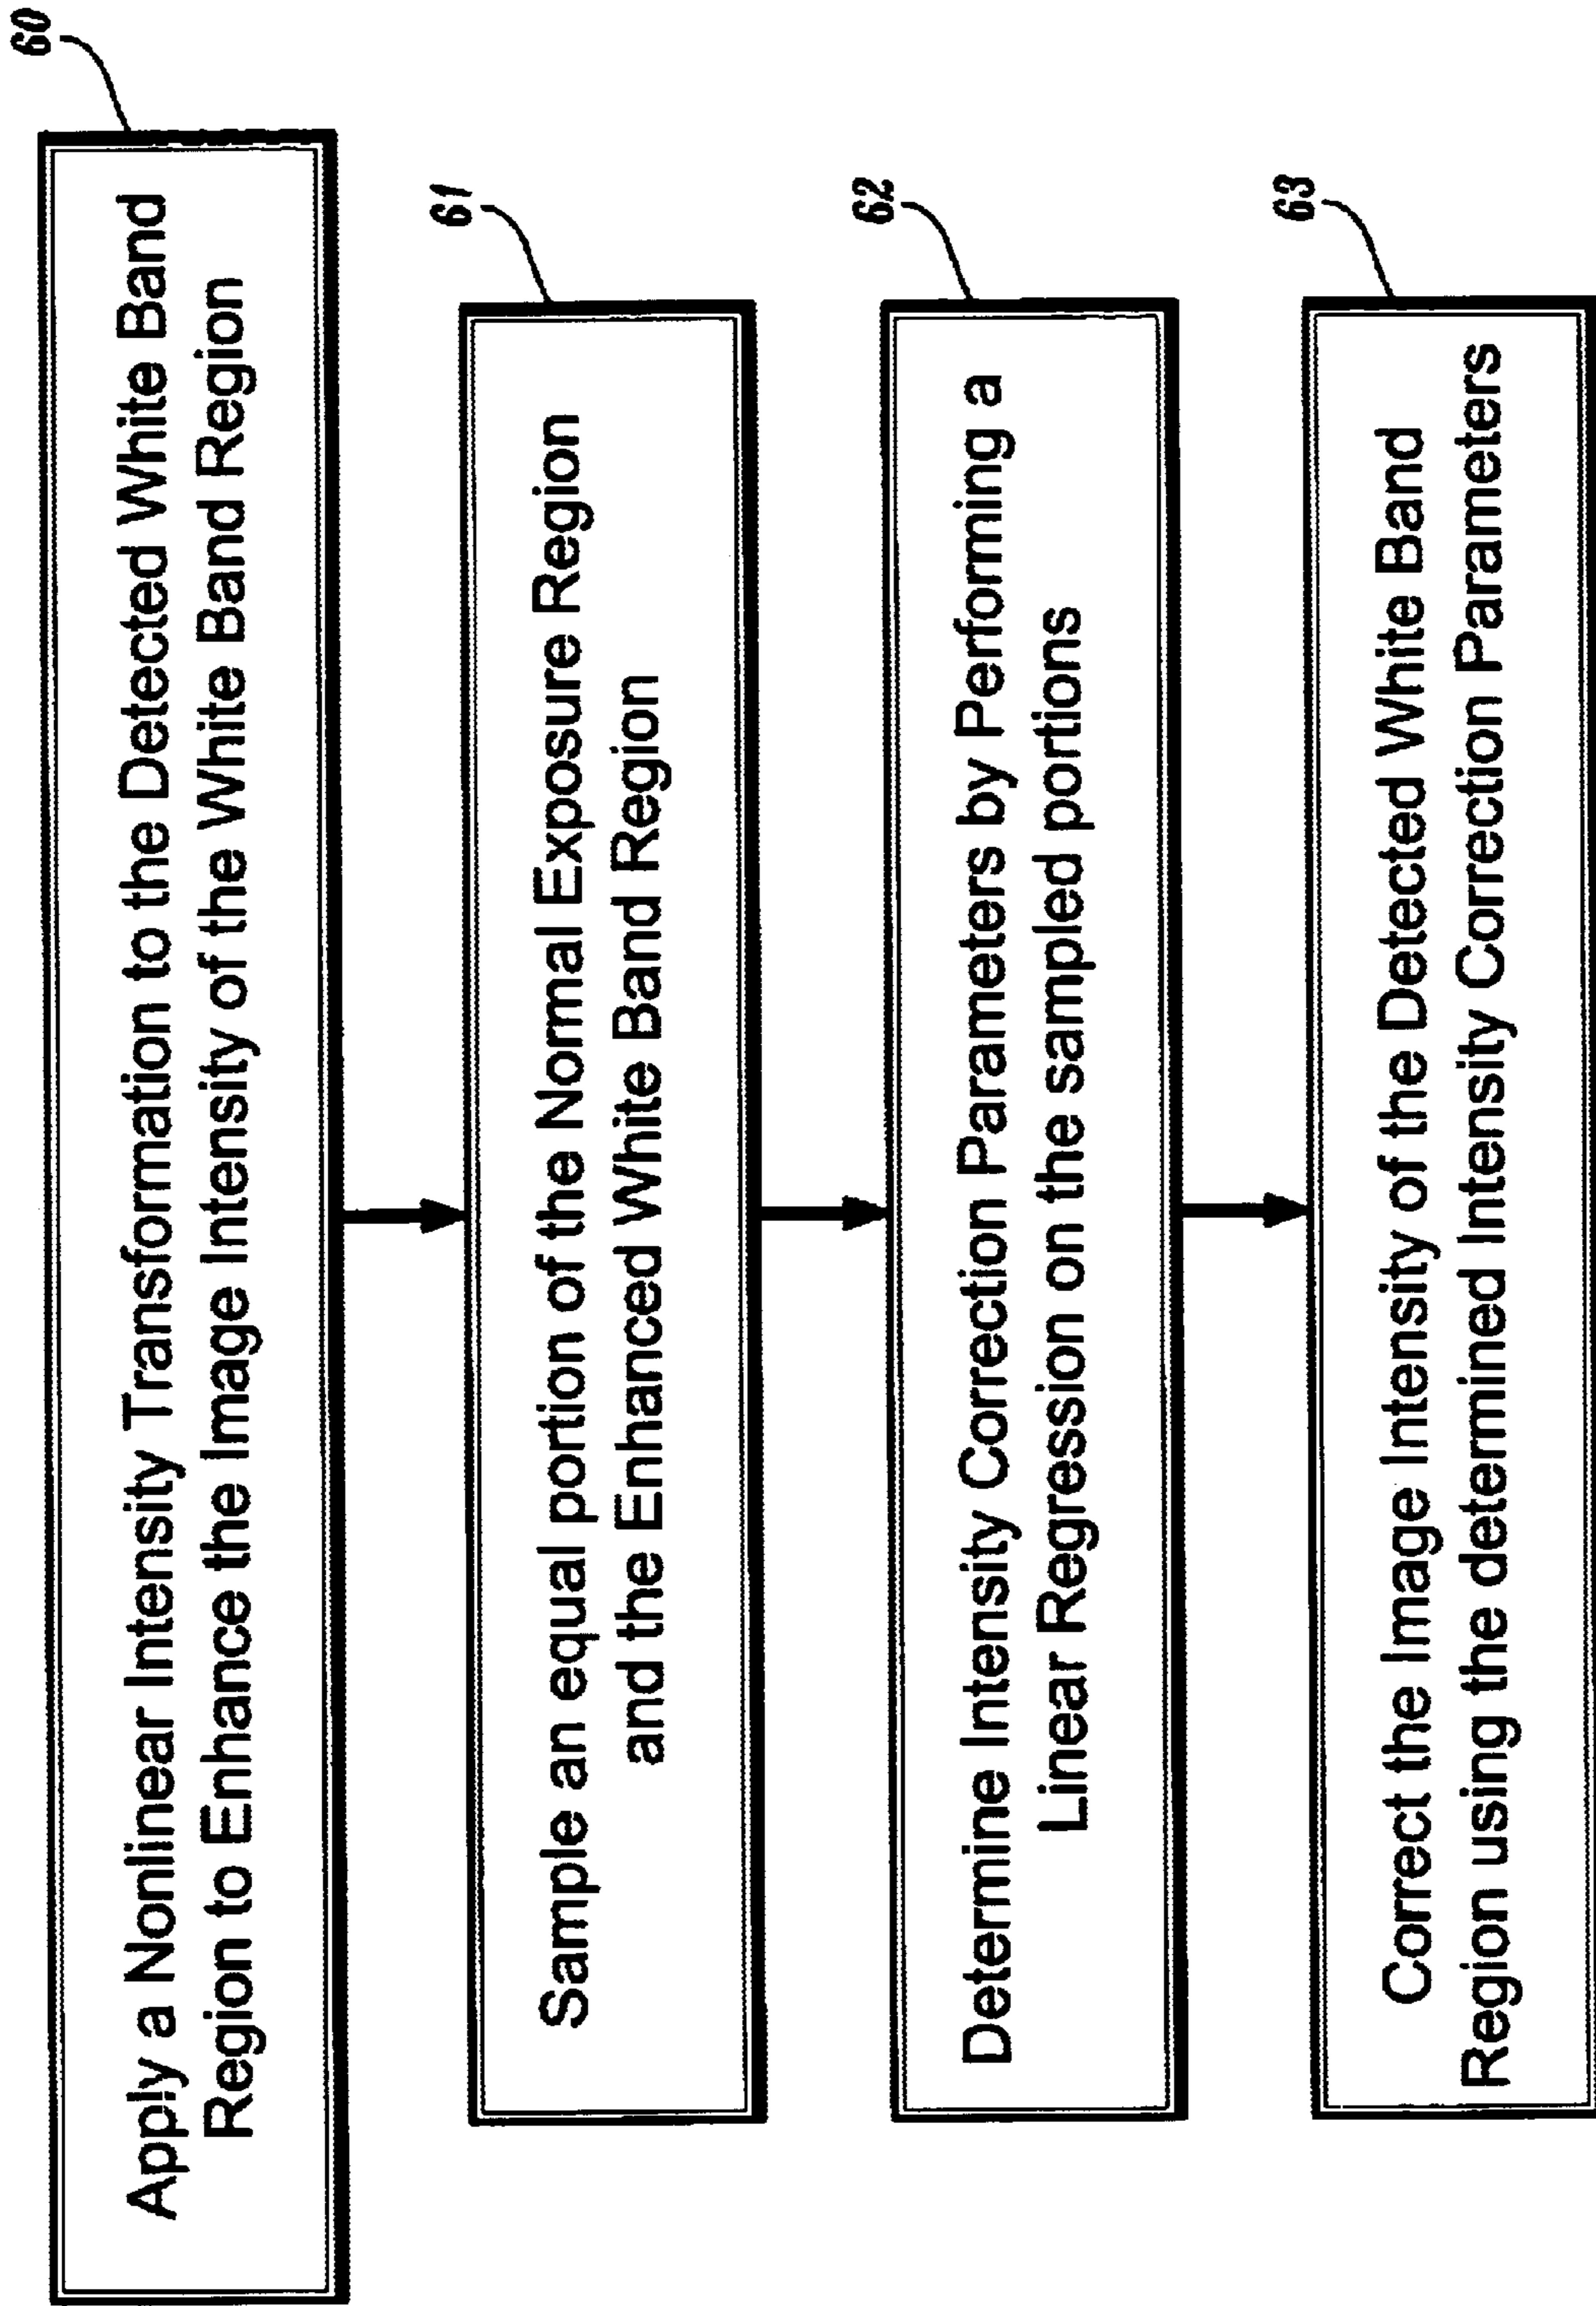 60
Apply a Nonlinear Intensity Transformation to the Detected White Band
Region to Enhance the Image Intensity of the White Band Region
61
Sample an equal portion of the Normal Exposure Region
and the Enhanced White Band Region
62
Determine Intensity Correction Parameters by Performing a
Linear Regression on the sampled portions
63
Correct the Image Intensity of the Detected White Band
Region using the determined Intensity Correction Parameters